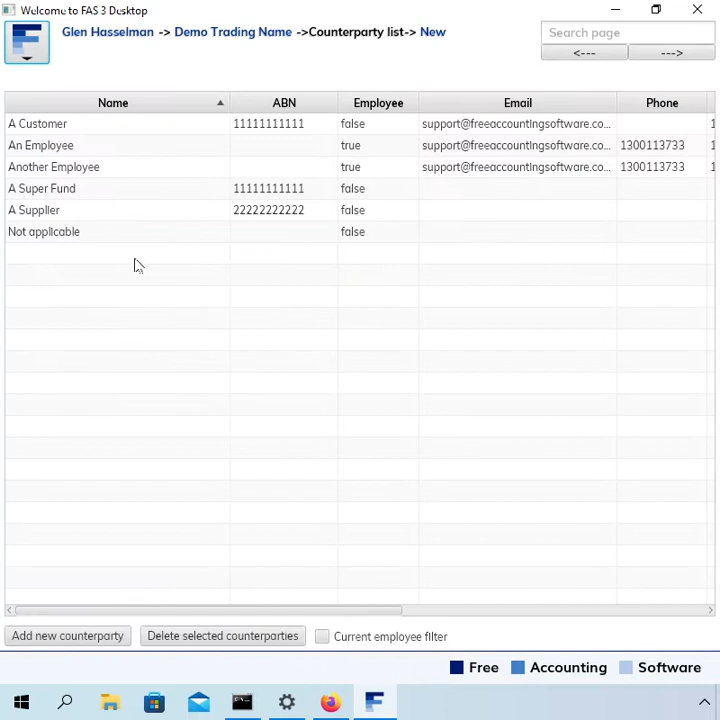 Welcome to FAS 3 Desktop
Glen Hasselman -> Demo Trading Name ->Counterparty list-> New
Search page
<--- --->
Name ABN Employee Email Phone
A Customer 11111111111 false support@freeaccountingsoftware.co... 1
An Employee true support@freeaccountingsoftware.co... 1300113733 1
Another Employee true support@freeaccountingsoftware.co... 1300113733 1
A Super Fund 11111111111 false
A Supplier 22222222222 false
Not applicable false
Add new counterparty Delete selected counterparties Current employee filter
Free Accounting Software